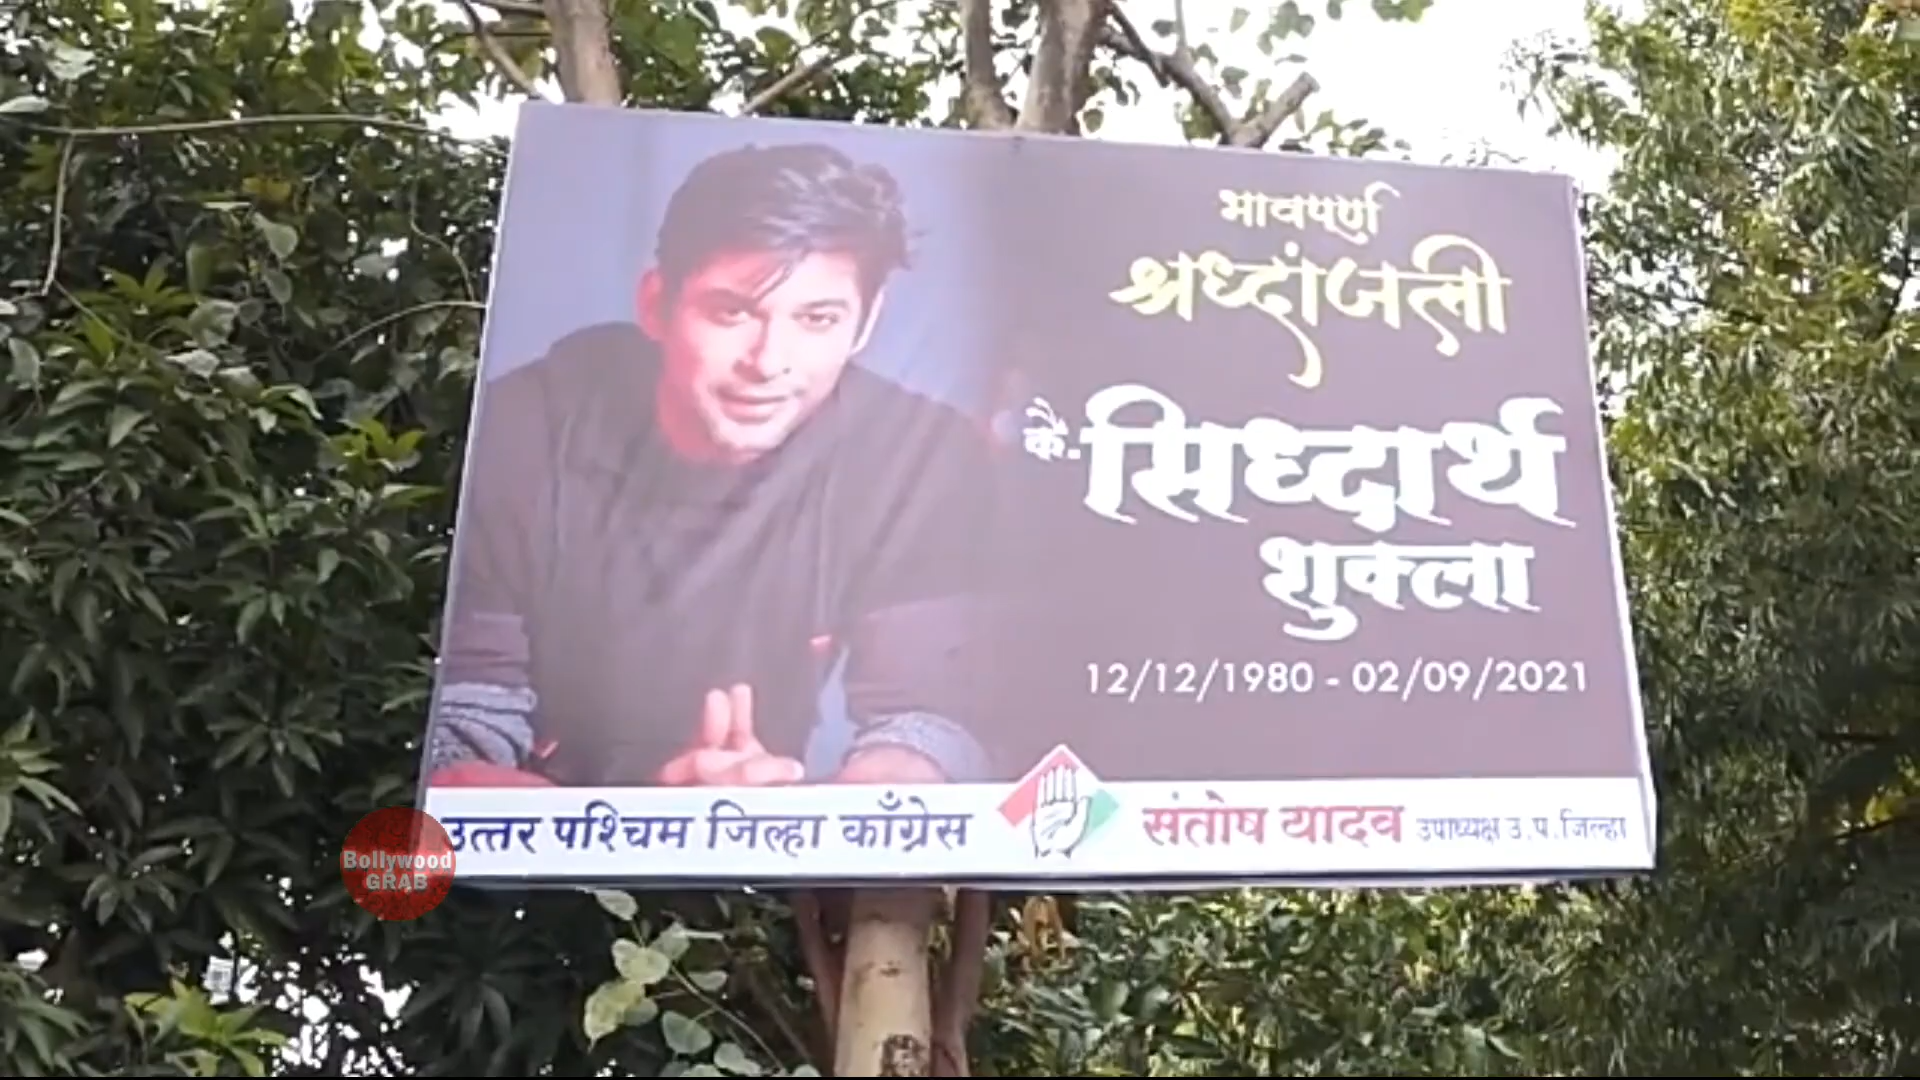 भावपूर्ण
श्रध्दांजली
कै. सिध्दार्थ
शुक्ला
12/12/1980 - 02/09/2021
उत्तर पश्चिम जिल्हा काँग्रेस
संतोष यादव उपाध्यक्ष उ.प.जिल्हा
Bollywood
GRAB